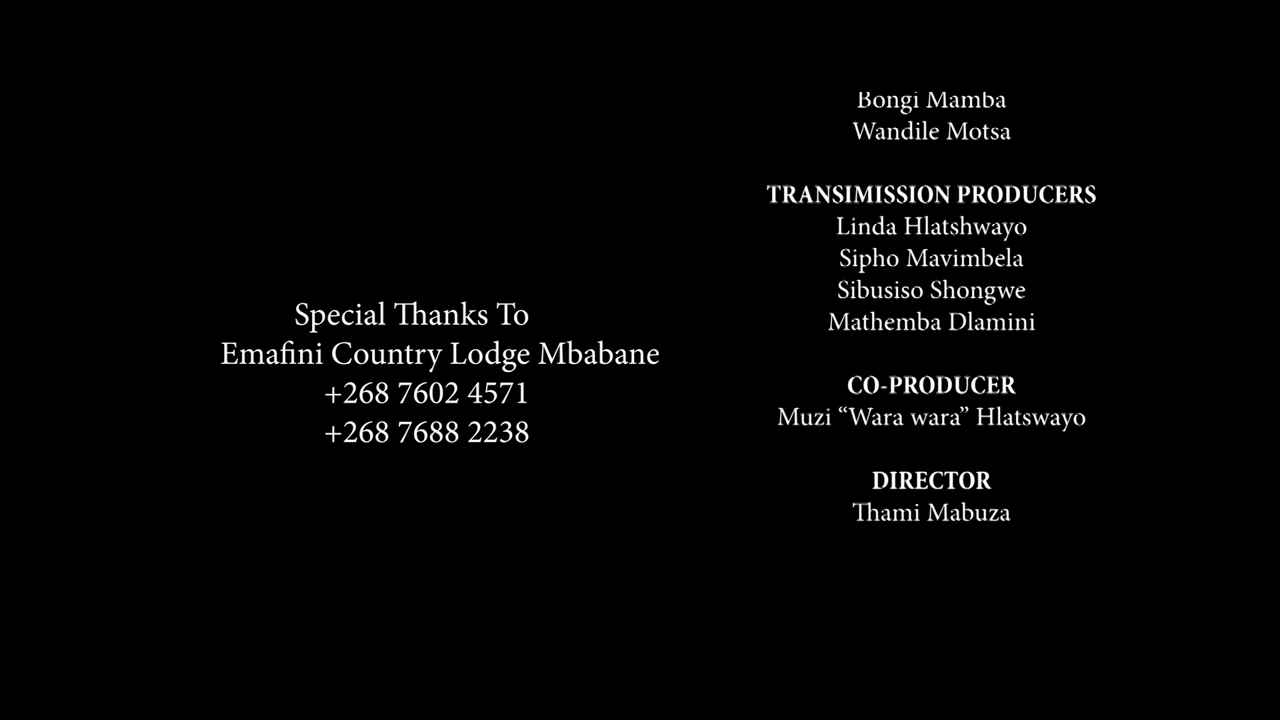 Special Thanks To
Emafini Country Lodge Mbabane
+268 7602 4571
+268 7688 2238
Bongi Mamba
Wandile Motsa
TRANSIMISSION PRODUCERS
Linda Hlatshwayo
Sipho Mavimbela
Sibusiso Shongwe
Mathemba Dlamini
CO-PRODUCER
Muzi “Wara wara” Hlatswayo
DIRECTOR
Thami Mabuza